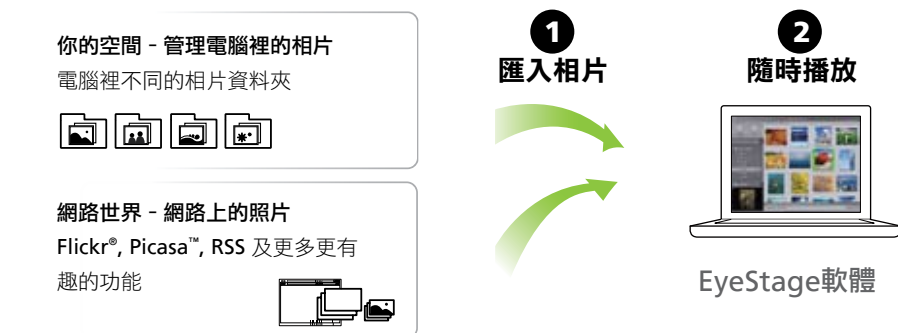 你的空間 - 管理電腦裡的相片
電腦裡不同的相片資料夾
網路世界 - 網路上的照片
Flickr®, Picasa™, RSS 及更多更有
趣的功能
1
匯入相片
2
隨時播放
EyeStage軟體